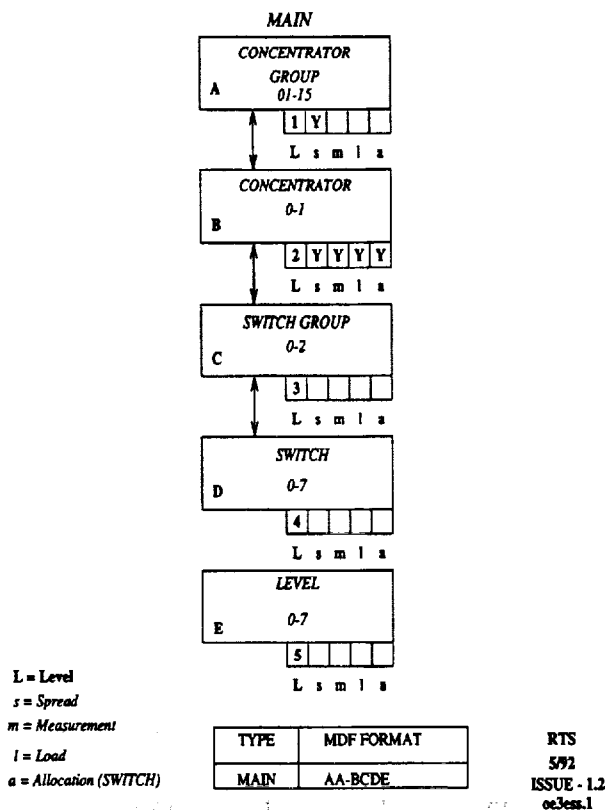 MAIN
CONCENTRATOR
GROUP
A
01-15
1 Y
L s m l a
CONCENTRATOR
0-1
B
2 Y Y Y Y
L s m l a
SWITCH GROUP
0-2
C
3
L s m l a
SWITCH
D 0-7
4
L s m l a
LEVEL
E 0-7
5
L s m l a
L = Level
s = Spread
m = Measurement
l = Load
a = Allocation (SWITCH)
TYPE MDF FORMAT
MAIN AA-BCDE
RTS
5/92
ISSUE - 1.2
oe3ess.1